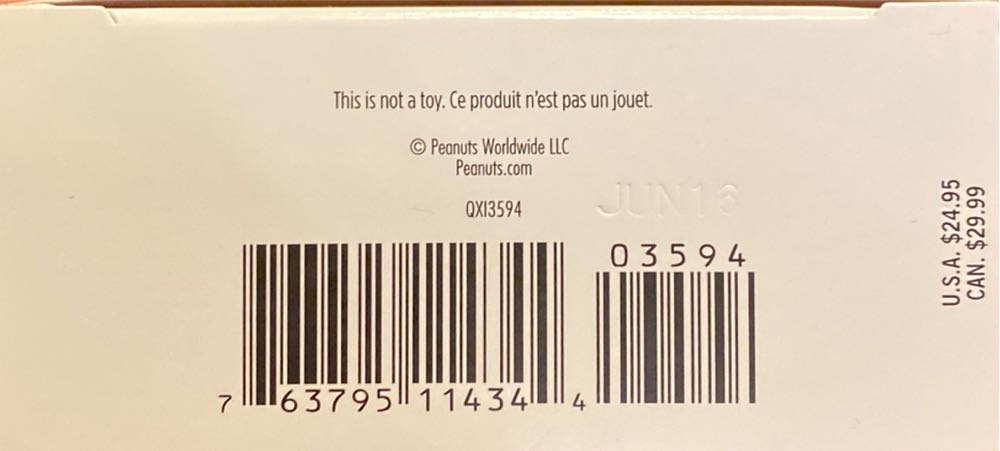 This is not a toy. Ce produit n'est pas un jouet.
© Peanuts Worldwide LLC
Peanuts.com
QXI3594
JUN16
03594
7 63795 11434 4
U.S.A. $24.95
CAN. $29.99